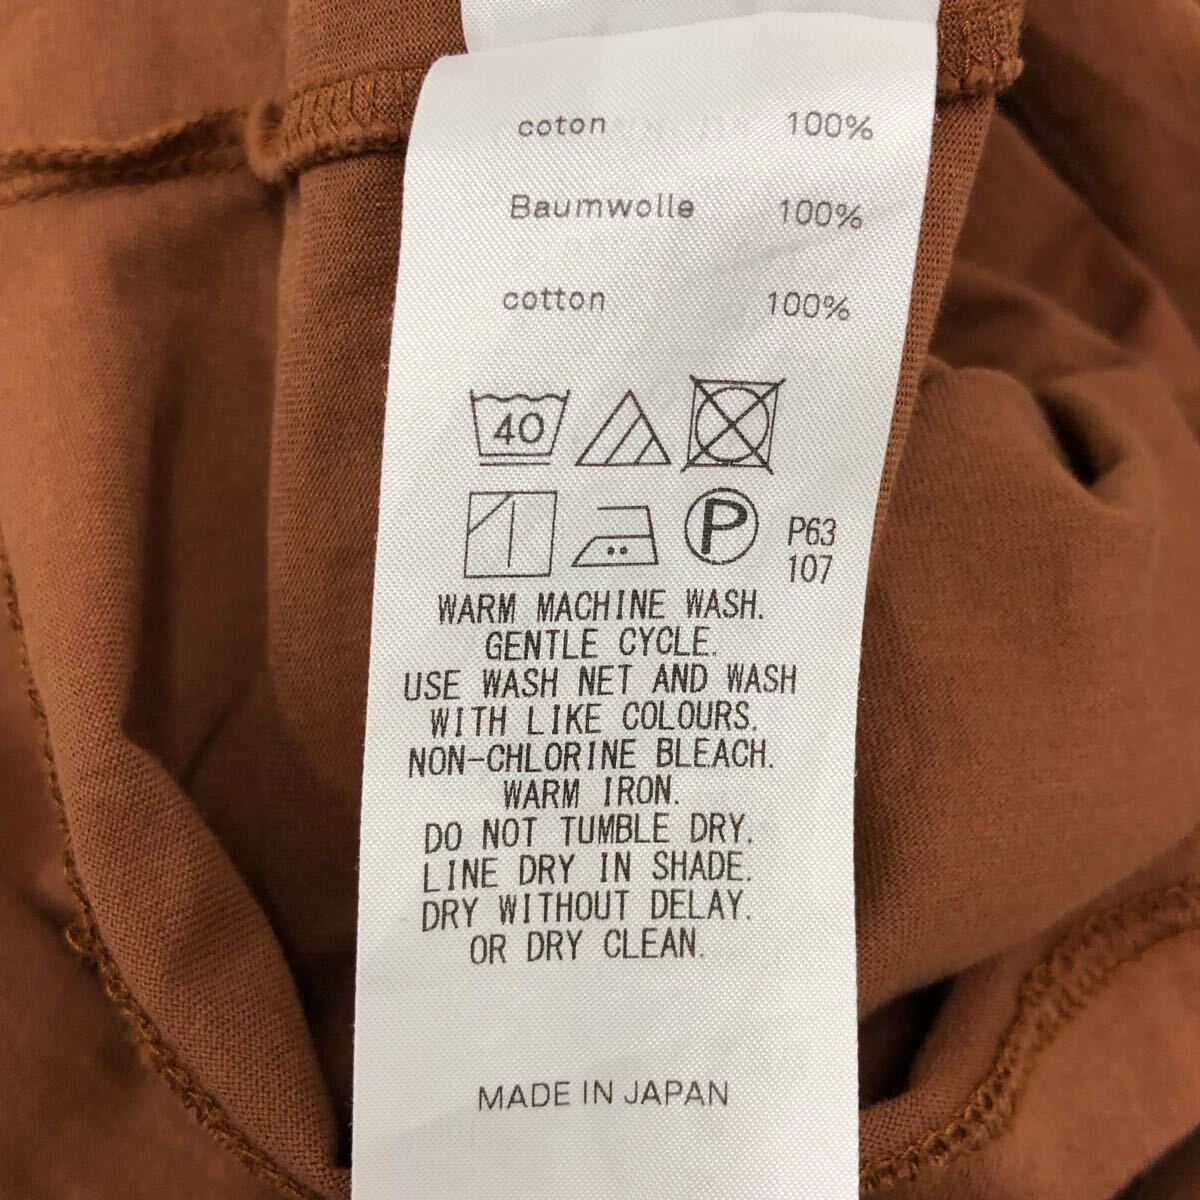 coton 100%
Baumwolle 100%
cotton 100%
40
P P63
107
WARM MACHINE WASH.
GENTLE CYCLE.
USE WASH NET AND WASH
WITH LIKE COLOURS.
NON-CHLORINE BLEACH.
WARM IRON.
DO NOT TUMBLE DRY.
LINE DRY IN SHADE.
DRY WITHOUT DELAY.
OR DRY CLEAN.
MADE IN JAPAN